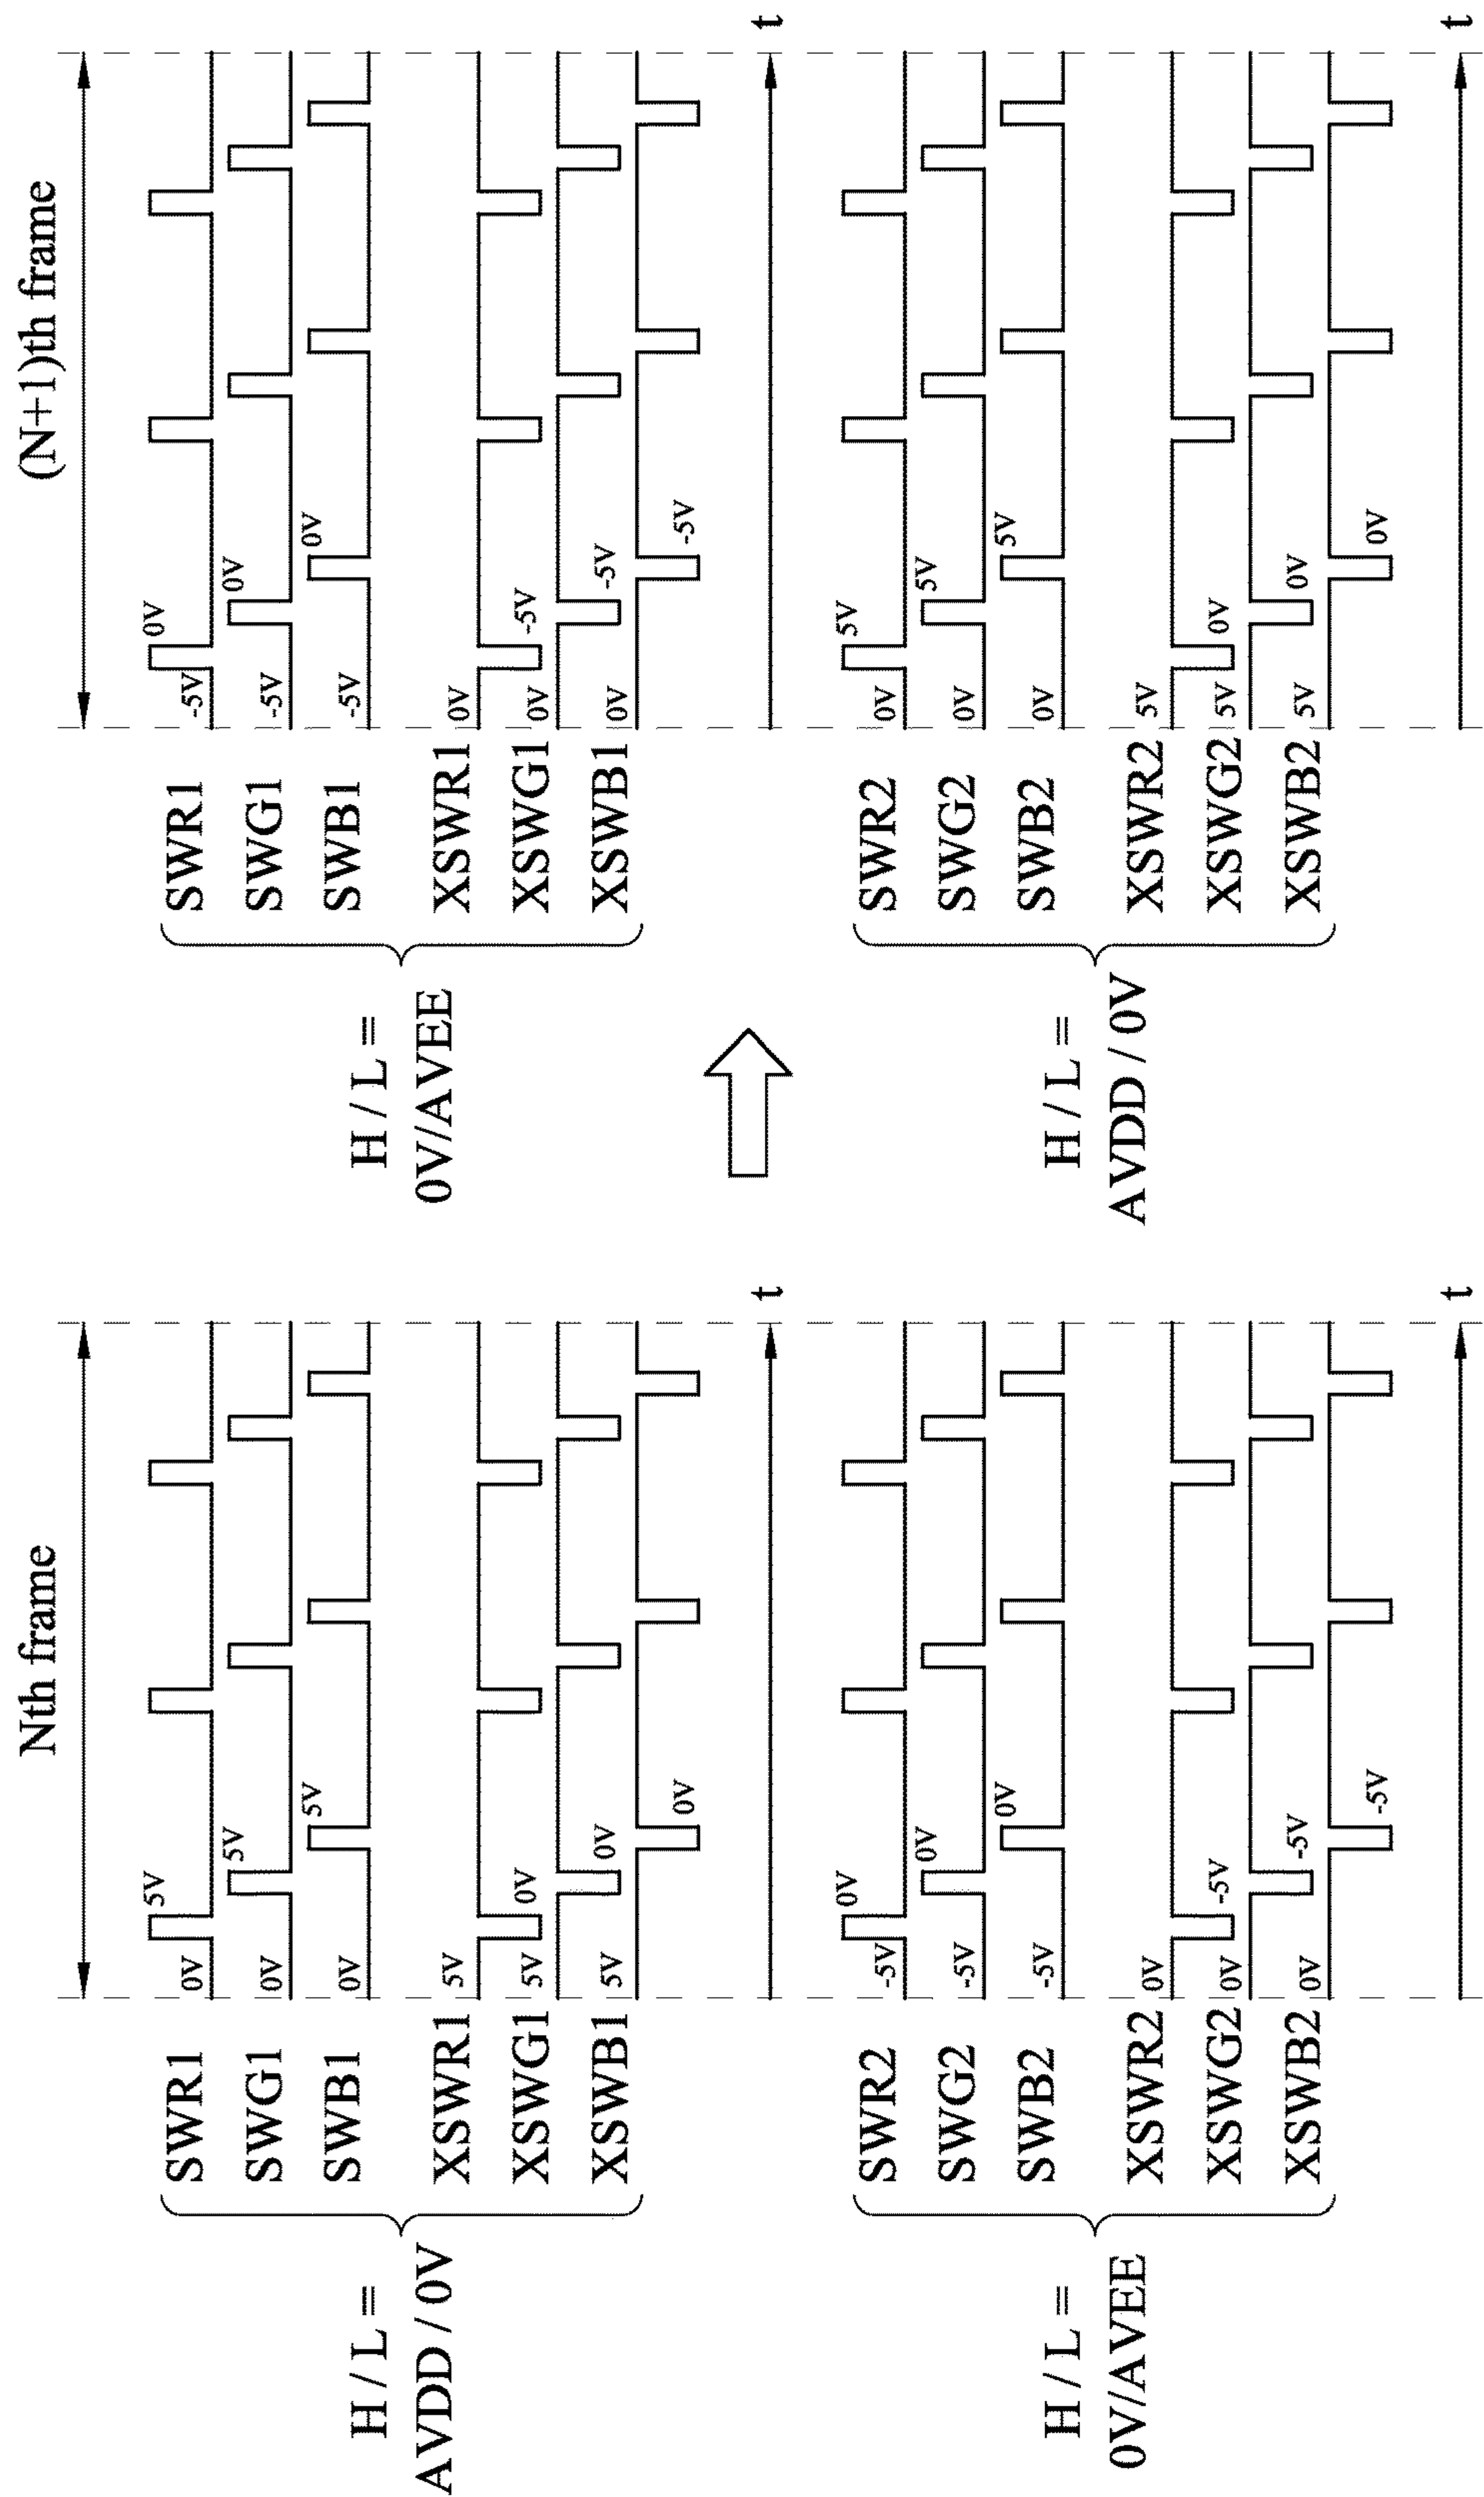 Nth frame
H / L =
AVDD / 0V
SWR1
0V
5V
SWG1
0V
5V
SWB1
0V
5V
XSWR1
5V
0V
XSWG1
5V
0V
XSWB1
5V
0V
t
H / L =
0V/AVEE
SWR2
-5V
0V
SWG2
-5V
0V
SWB2
-5V
0V
XSWR2
0V
-5V
XSWG2
0V
-5V
XSWB2
0V
-5V
t
(N+1)th frame
H / L =
0V/AVEE
SWR1
-5V
0V
SWG1
-5V
0V
SWB1
-5V
0V
XSWR1
0V
-5V
XSWG1
0V
-5V
XSWB1
0V
-5V
t
H / L =
AVDD / 0V
SWR2
0V
5V
SWG2
0V
5V
SWB2
0V
5V
XSWR2
5V
0V
XSWG2
5V
0V
XSWB2
5V
0V
t